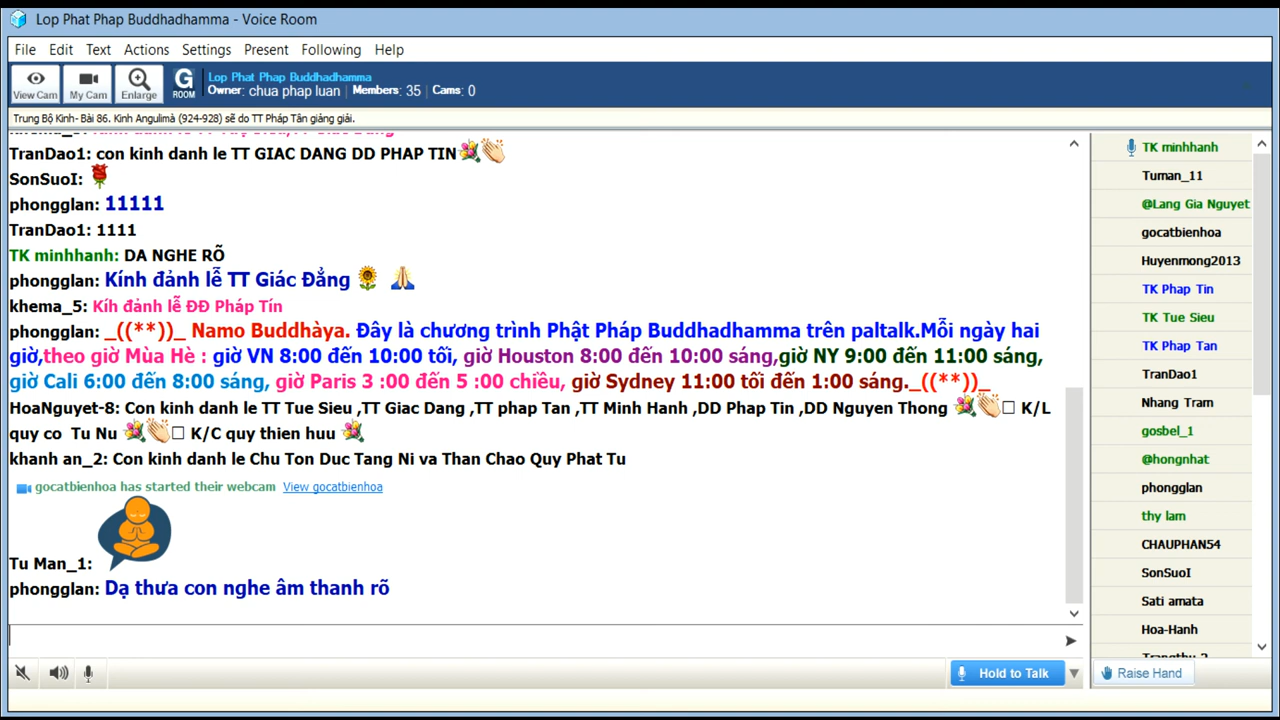 Lop Phat Phap Buddhadhamma - Voice Room
File Edit Text Actions Settings Present Following Help
View Cam My Cam Enlarge G ROOM
Lop Phat Phap Buddhadhamma
Owner: chua phap luan | Members: 35 | Cams: 0
Trung Bộ Kinh- Bài 86. Kinh Angulimà (924-928) sẽ do TT Pháp Tân giảng giải.
TranDao1: con kinh danh le TT GIAC DANG DD PHAP TIN💐👏
SonSuoI: 🌹
phongglan: 11111
TranDao1: 1111
TK minhhanh: DA NGHE RÕ
phongglan: Kính đảnh lễ TT Giác Đẳng 🌻 🙏
khema_5: Kíh đảnh lễ ĐĐ Pháp Tín
phongglan: _((**))_ Namo Buddhàya. Đây là chương trình Phật Pháp Buddhadhamma trên paltalk.Mỗi ngày hai
giờ,theo giờ Mùa Hè : giờ VN 8:00 đến 10:00 tối, giờ Houston 8:00 đến 10:00 sáng,giờ NY 9:00 đến 11:00 sáng,
giờ Cali 6:00 đến 8:00 sáng, giờ Paris 3 :00 đến 5 :00 chiều, giờ Sydney 11:00 tối đến 1:00 sáng._((**))_
HoaNguyet-8: Con kinh danh le TT Tue Sieu ,TT Giac Dang ,TT phap Tan ,TT Minh Hanh ,DD Phap Tin ,DD Nguyen Thong 💐👏□ K/L
quy co Tu Nu 💐👏□ K/C quy thien huu 💐
khanh an_2: Con kinh danh le Chu Ton Duc Tang Ni va Than Chao Quy Phat Tu
gocatbienhoa has started their webcam View gocatbienhoa
Tu Man_1:
phongglan: Dạ thưa con nghe âm thanh rõ
Hold to Talk
TK minhhanh
Tuman_11
@Lang Gia Nguyet
gocatbienhoa
Huyenmong2013
TK Phap Tin
TK Tue Sieu
TK Phap Tan
TranDao1
Nhang Tram
gosbel_1
@hongnhat
phongglan
thy lam
CHAUPHAN54
SonSuoI
Sati amata
Hoa-Hanh
Raise Hand